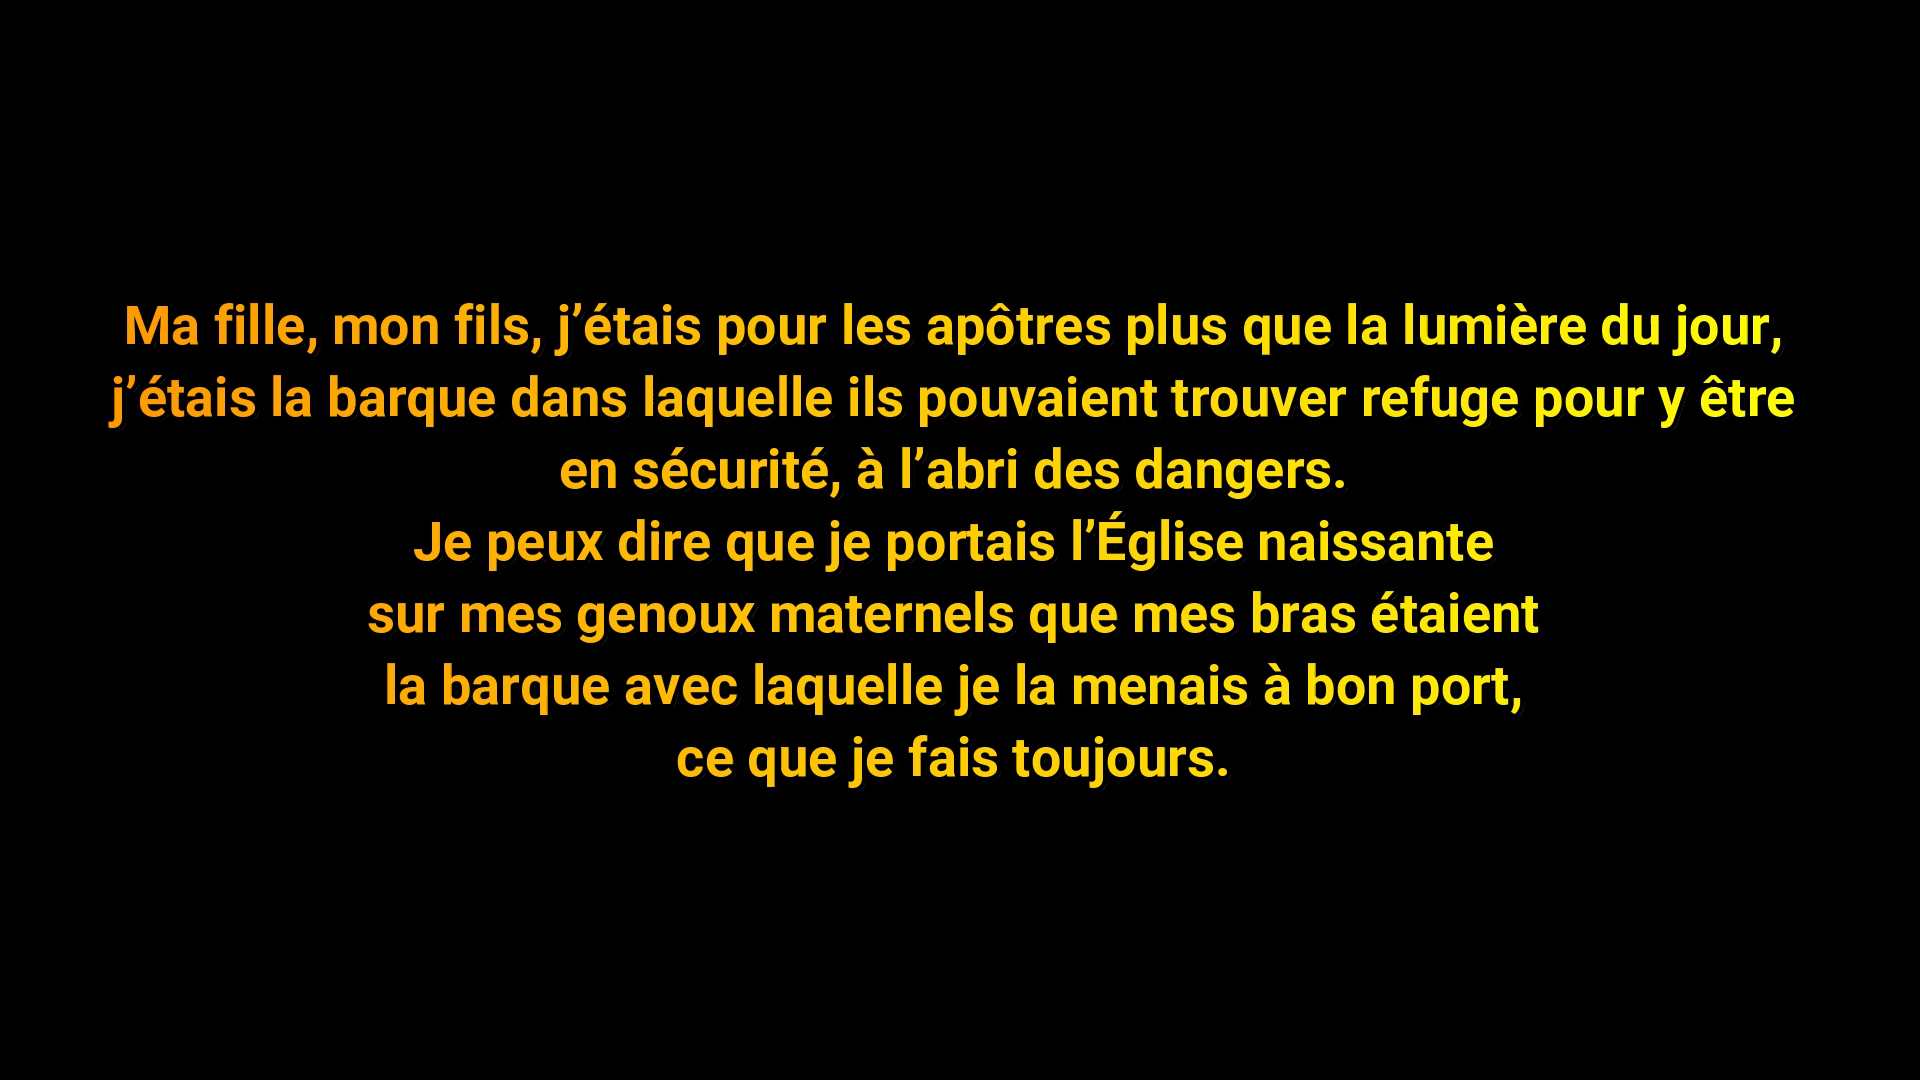 Ma fille, mon fils, j’étais pour les apôtres plus que la lumière du jour,
j’étais la barque dans laquelle ils pouvaient trouver refuge pour y être
en sécurité, à l’abri des dangers.
Je peux dire que je portais l’Église naissante
sur mes genoux maternels que mes bras étaient
la barque avec laquelle je la menais à bon port,
ce que je fais toujours.